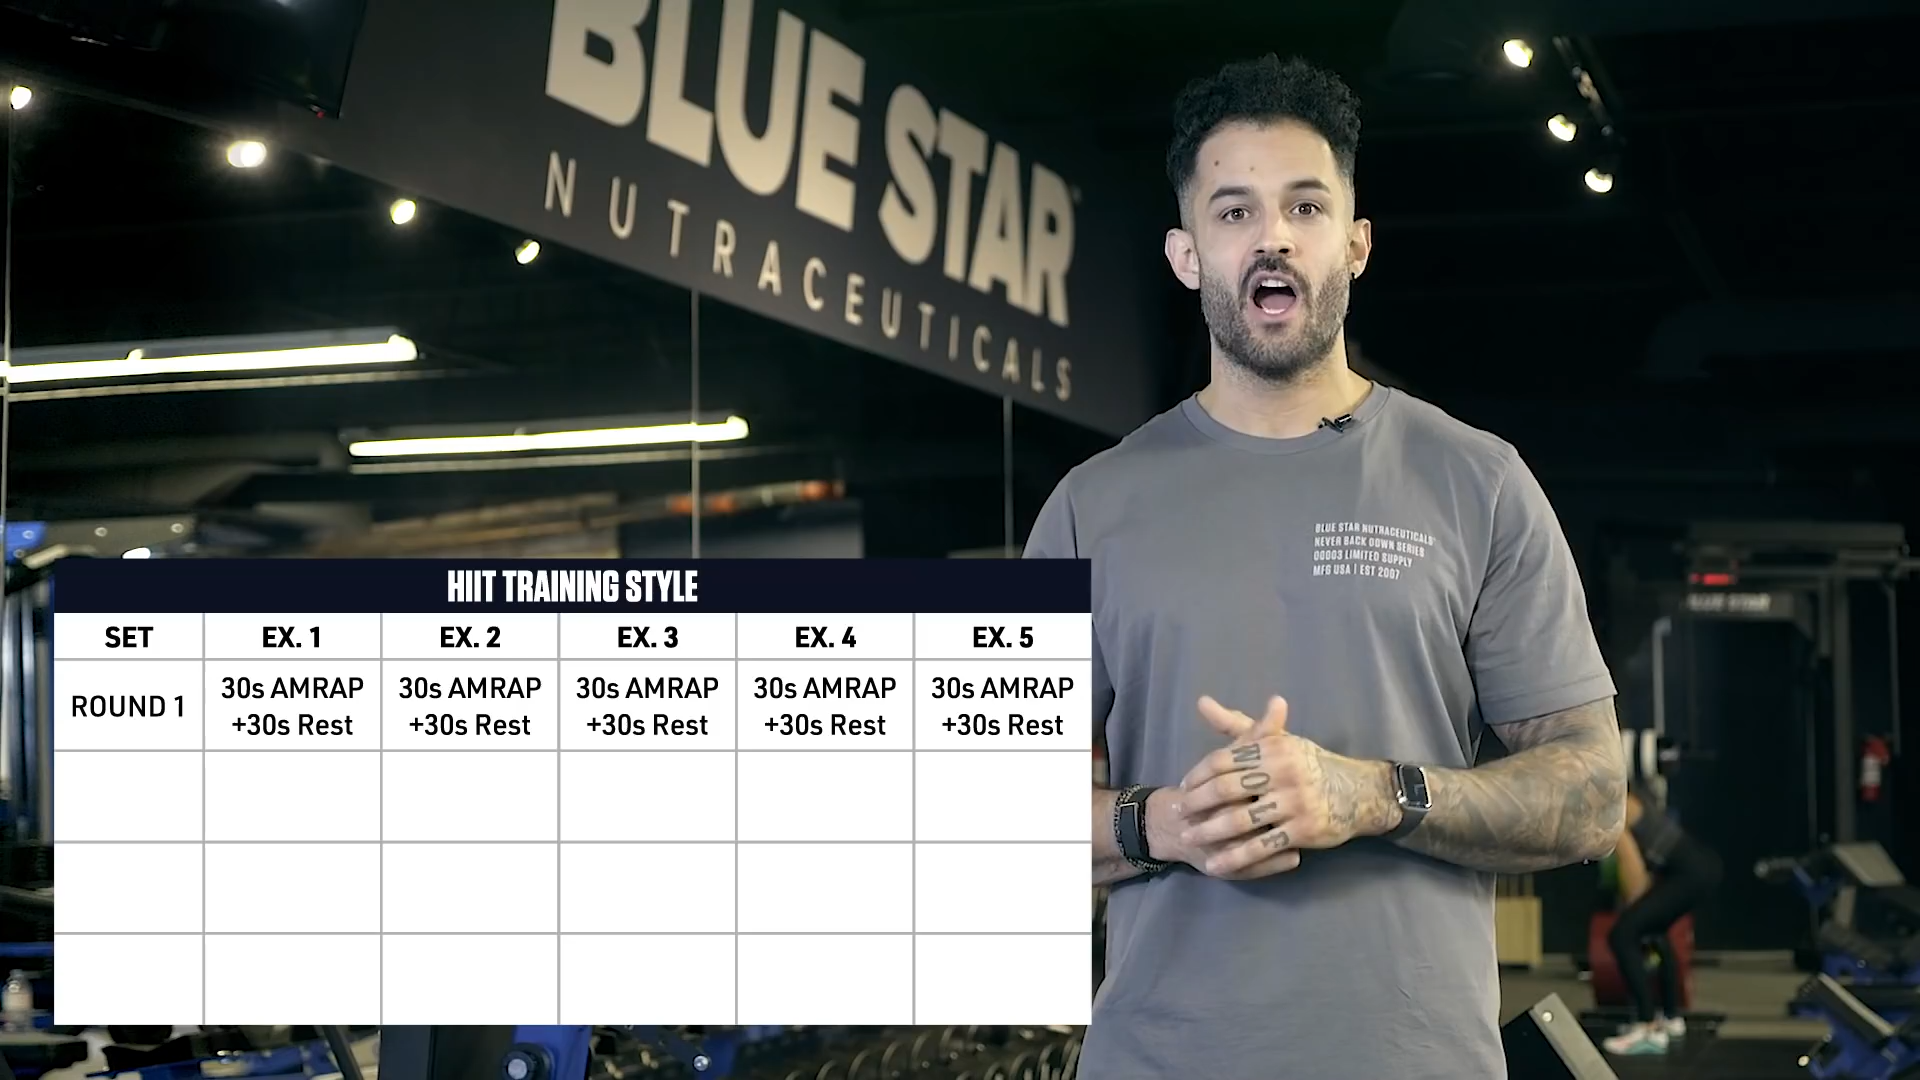 BLUE STAR
NUTRACEUTICALS
BLUE STAR NUTRACEUTICALS
NEVER BACK DOWN SERIES
00003 LIMITED SUPPLY
MFG USA | EST 2007
BLUE STAR
HIIT TRAINING STYLE
SET EX. 1 EX. 2 EX. 3 EX. 4 EX. 5
ROUND 1 30s AMRAP +30s Rest 30s AMRAP +30s Rest 30s AMRAP +30s Rest 30s AMRAP +30s Rest 30s AMRAP +30s Rest